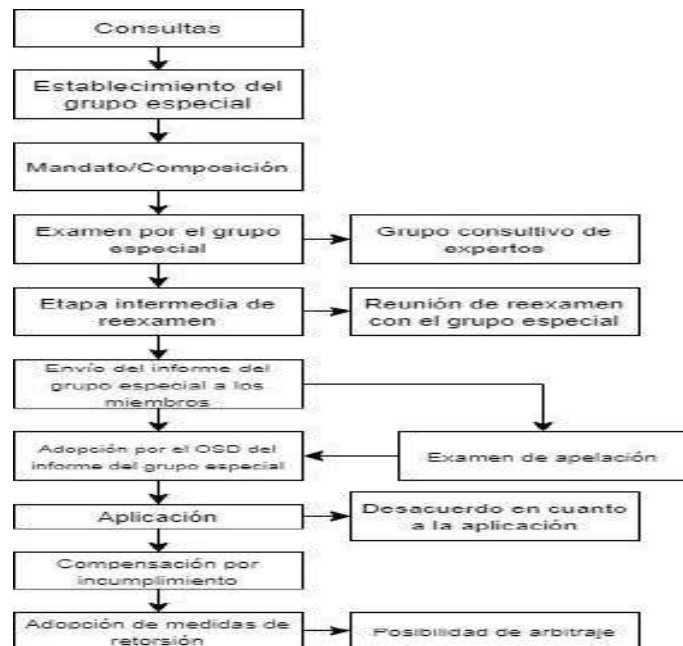 Consultas
Establecimiento del
grupo especial
Mandato/Composición
Examen por el grupo
especial
Grupo consultivo de
expertos
Etapa intermedia de
reexamen
Reunión de reexamen
con el grupo especial
Envío del informe del
grupo especial a los
miembros
Adopción por el OSD del
informe del grupo especial
Examen de apelación
Aplicación
Desacuerdo en cuanto
a la aplicación
Compensación por
incumplimiento
Adopción de medidas de
retorsión
Posibilidad de arbitraje